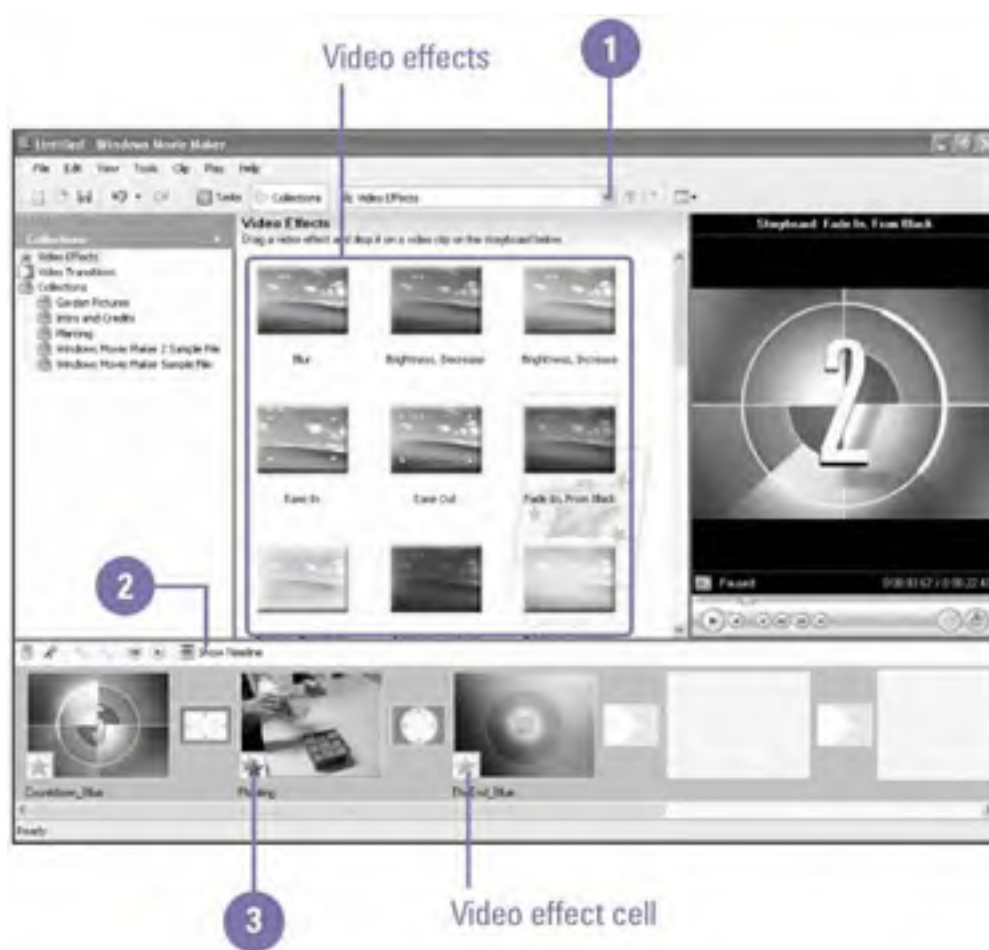 Video effects
1
Untitled - Windows Movie Maker
File Edit View Tools Clip Play Help
Tasks Collections Video Effects
Collections
Video Effects
Video Transitions
Collections
Garden Pictures
Intro and Credits
Windows Movie Maker 2 Sample File
Windows Movie Maker Sample File
Video Effects
Drag a video effect and drop it on a video clip on the storyboard below.
Blur
Brightness, Decrease
Brightness, Increase
Ease In
Ease Out
Fade In, From Black
Storyboard: Fade In, From Black
2
Paused
2
Show Timeline
Countdown_Blue
TheEnd_Blue
Ready
3
Video effect cell